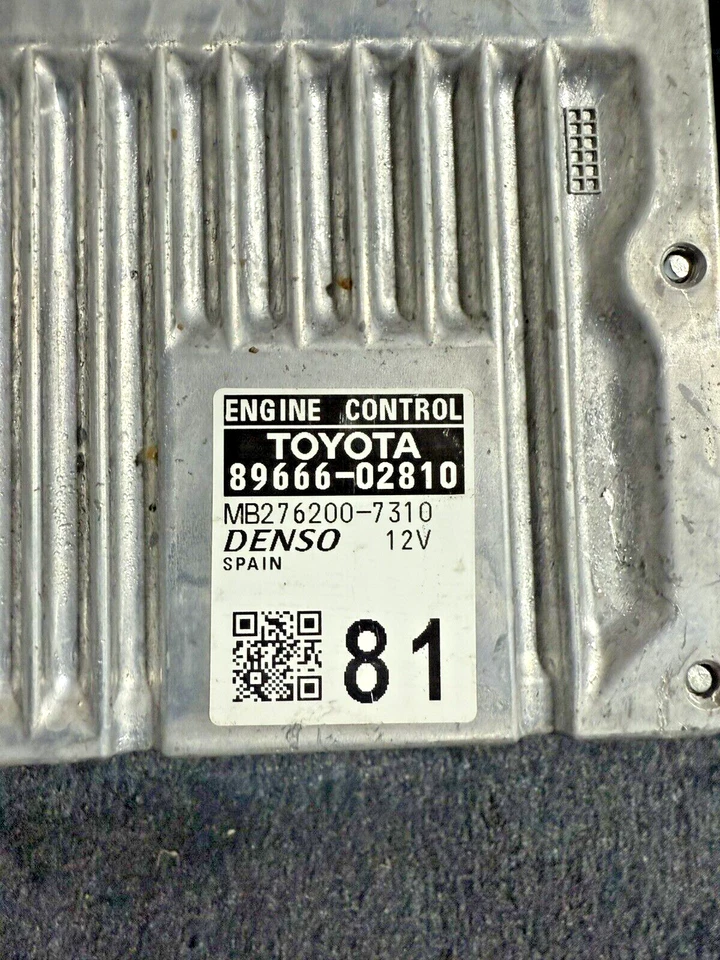 ENGINE CONTROL
TOYOTA
89666-02810
MB276200-7310
DENSO 12V
SPAIN
81